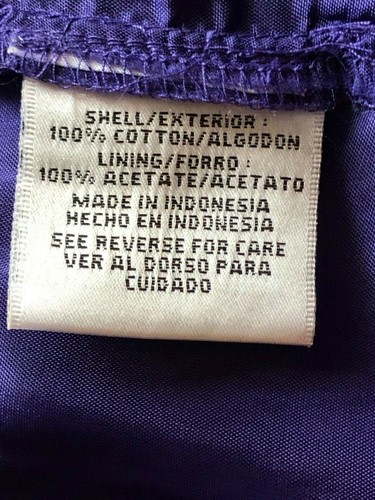 SHELL/EXTERIOR:
100% COTTON/ALGODON
LINING/FORRO:
100% ACETATE/ACETATO
MADE IN INDONESIA
HECHO EN INDONESIA
SEE REVERSE FOR CARE
VER AL DORSO PARA
CUIDADO